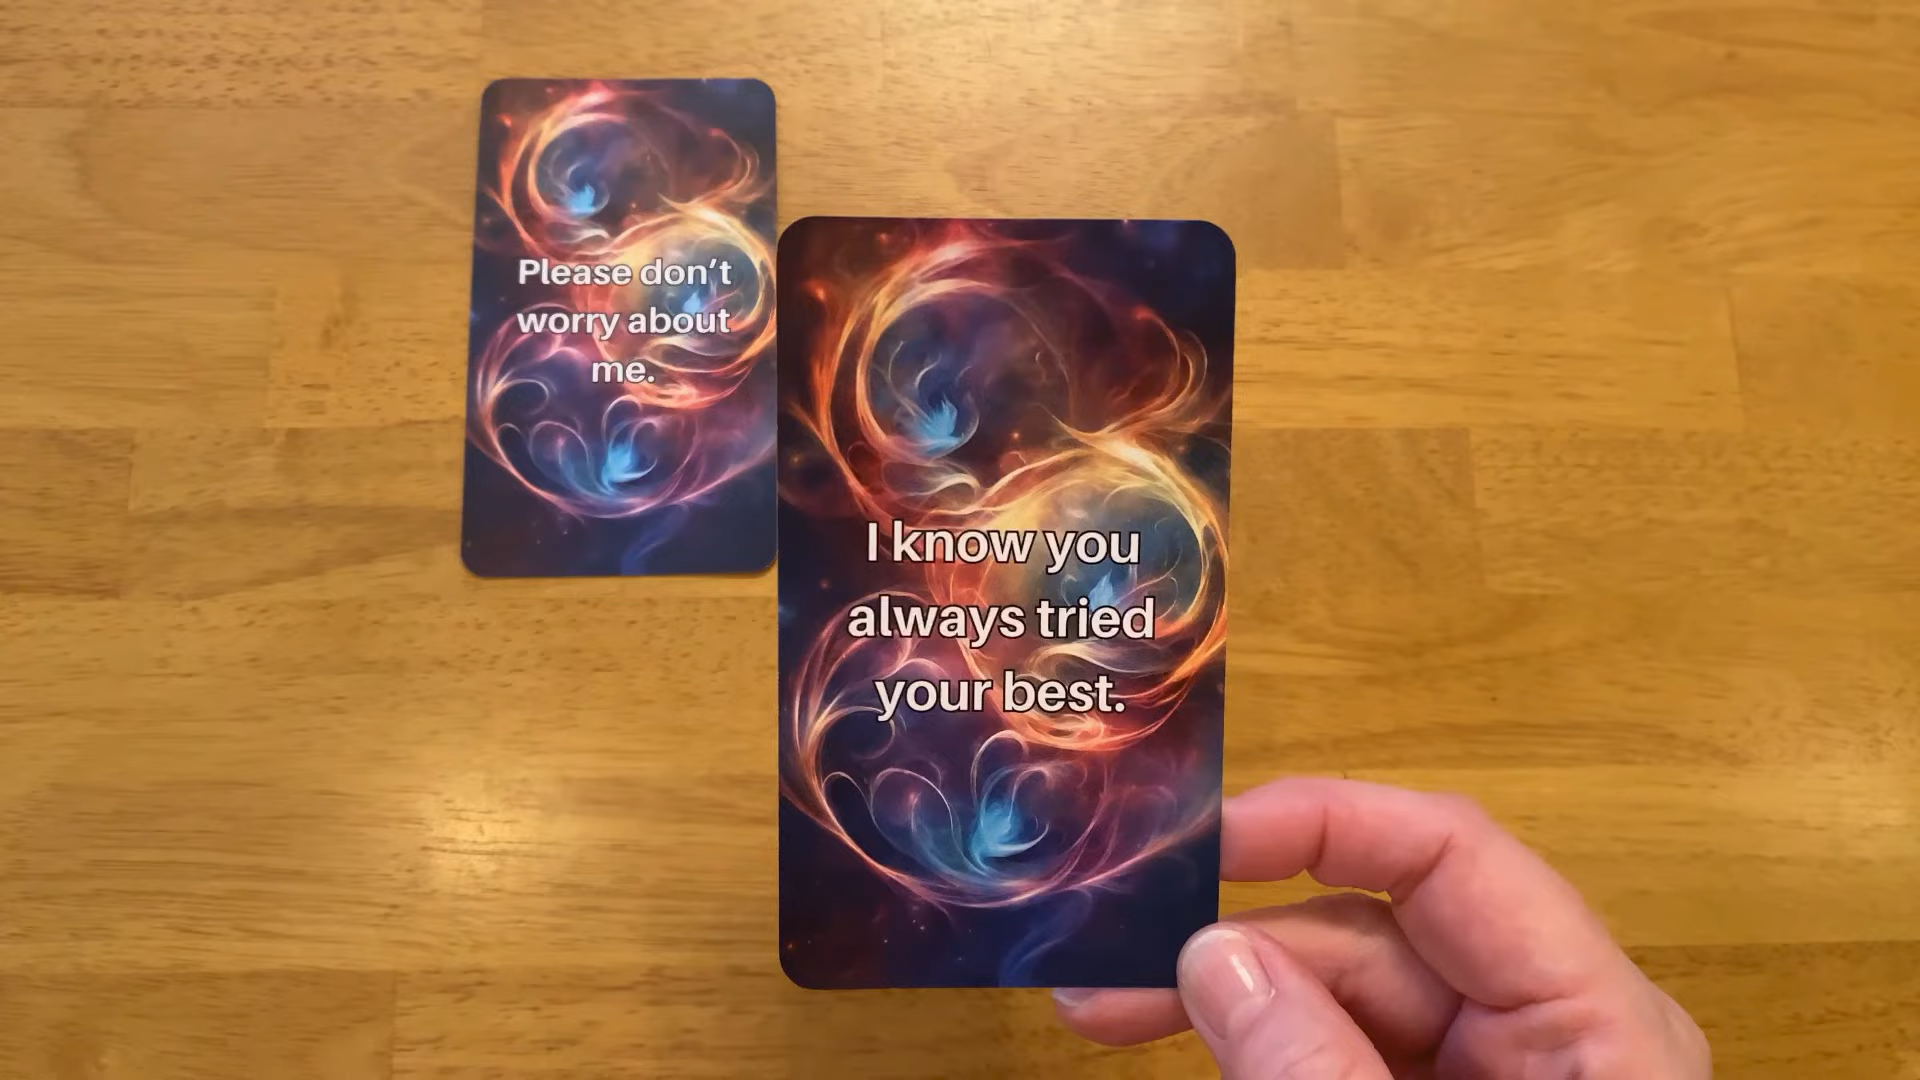 Please don’t
worry about
me.
I know you
always tried
your best.